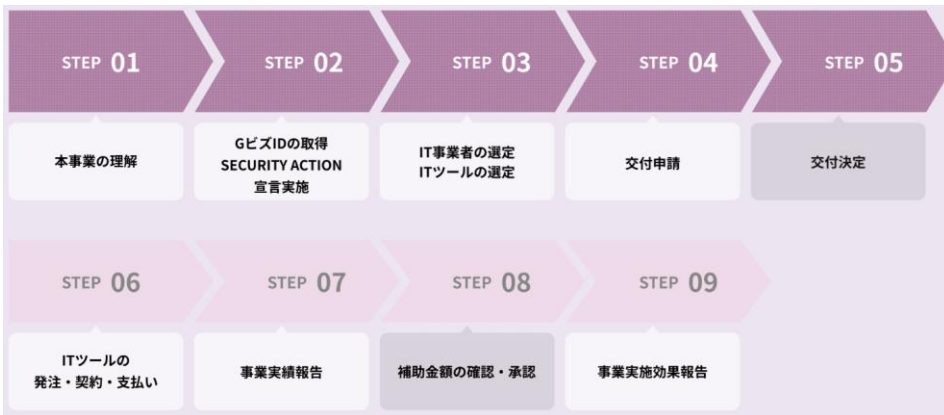 STEP 01
STEP 02
STEP 03
STEP 04
STEP 05
本事業の理解
GビズIDの取得
SECURITY ACTION
宣言実施
IT事業者の選定
ITツールの選定
交付申請
交付決定
STEP 06
STEP 07
STEP 08
STEP 09
ITツールの
発注・契約・支払い
事業実績報告
補助金額の確認・承認
事業実施効果報告